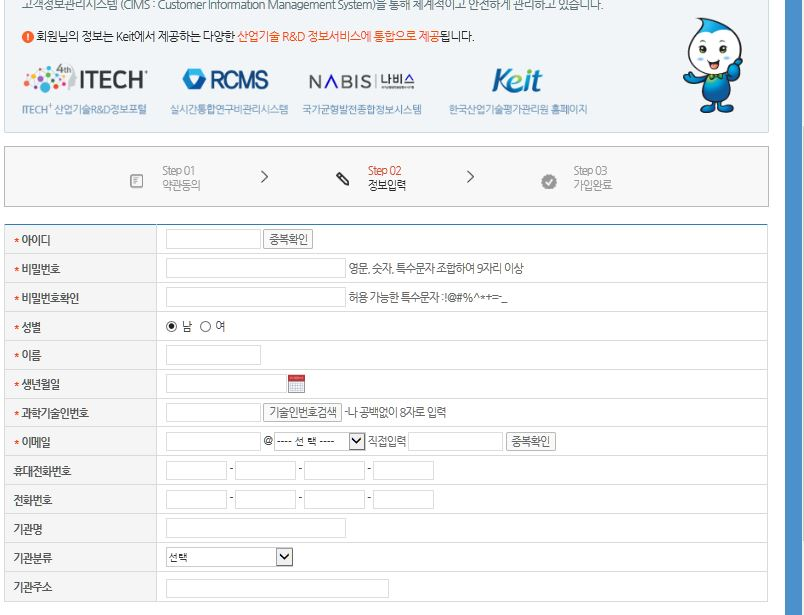 고객정보관리시스템 (CIMS : Customer Information Management System)을 통해 체계적이고 안전하게 관리하고 있습니다.
회원님의 정보는 Keit에서 제공하는 다양한 산업기술 R&D 정보서비스에 통합으로 제공됩니다.
4th ITECH+ RCMS NABIS 나비스 Keit
ITECH+ 산업기술R&D정보포털 실시간통합연구비관리시스템 국가균형발전종합정보시스템 한국산업기술평가관리원 홈페이지
Step 01 Step 02 Step 03
약관동의 정보입력 가입완료
* 아이디 중복확인
* 비밀번호 영문, 숫자, 특수문자 조합하여 9자리 이상
* 비밀번호확인 허용 가능한 특수문자 :!@#%^*+=-_
* 성별 남 여
* 이름
* 생년월일
* 과학기술인번호 기술인번호검색 -나 공백없이 8자로 입력
* 이메일 @ ---- 선 택 ---- 직접입력 중복확인
휴대전화번호 - - -
전화번호 - - -
기관명
기관분류 선택
기관주소